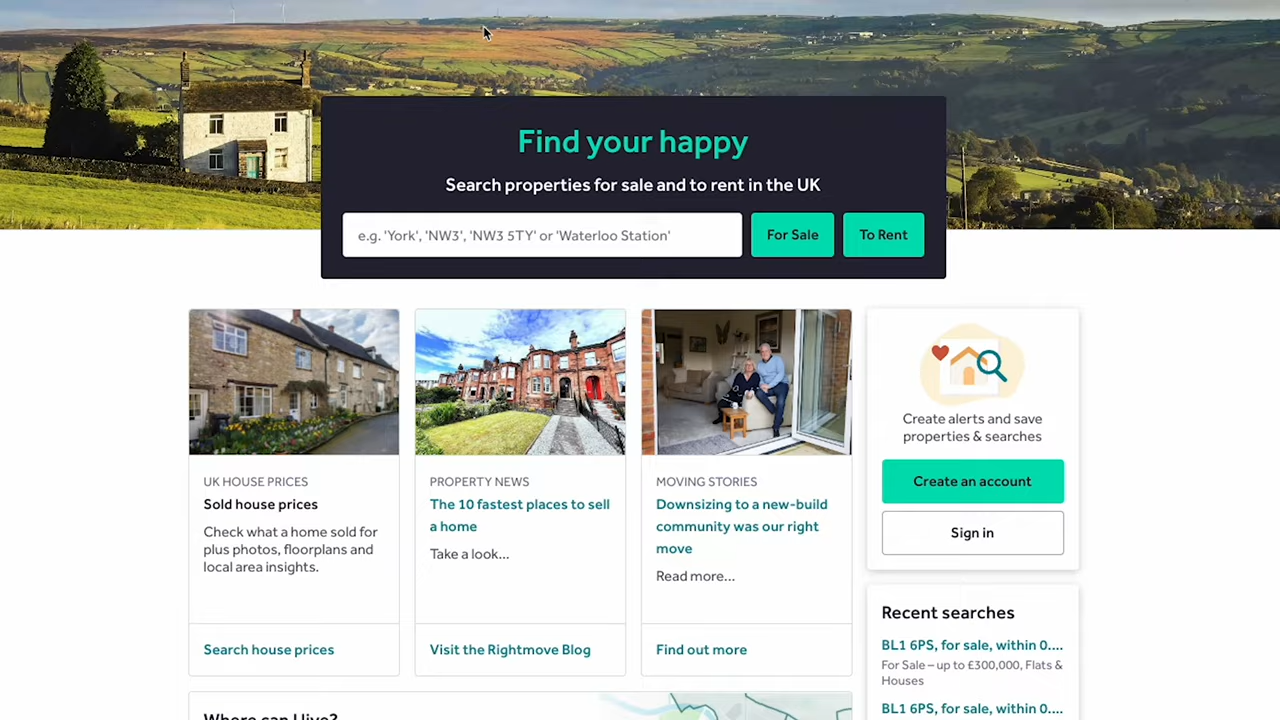 Find your happy
Search properties for sale and to rent in the UK
e.g. 'York', 'NW3', 'NW3 5TY' or 'Waterloo Station'
For Sale
To Rent
UK HOUSE PRICES
Sold house prices
Check what a home sold for
plus photos, floorplans and
local area insights.
Search house prices
PROPERTY NEWS
The 10 fastest places to sell
a home
Take a look...
Visit the Rightmove Blog
MOVING STORIES
Downsizing to a new-build
community was our right
move
Read more...
Find out more
Create alerts and save
properties & searches
Create an account
Sign in
Recent searches
BL1 6PS, for sale, within 0....
For Sale – up to £300,000, Flats &
Houses
BL1 6PS, for sale, within 0....
Where can I live?